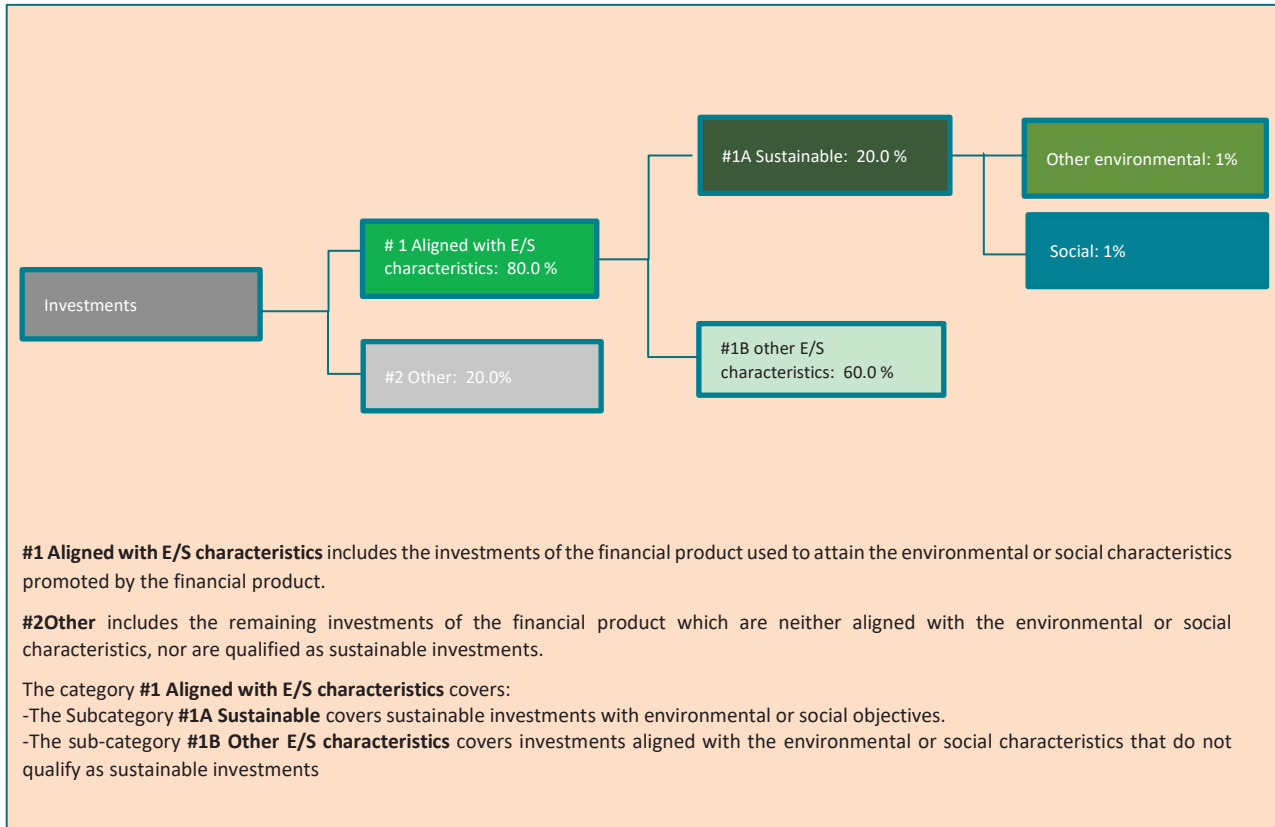 #1A Sustainable: 20.0 %
Other environmental: 1%
# 1 Aligned with E/S
characteristics: 80.0 %
Social: 1%
Investments
#1B other E/S
characteristics: 60.0 %
#2 Other: 20.0%
#1 Aligned with E/S characteristics includes the investments of the financial product used to attain the environmental or social characteristics
promoted by the financial product.
#2Other includes the remaining investments of the financial product which are neither aligned with the environmental or social
characteristics, nor are qualified as sustainable investments.
The category #1 Aligned with E/S characteristics covers:
-The Subcategory #1A Sustainable covers sustainable investments with environmental or social objectives.
-The sub-category #1B Other E/S characteristics covers investments aligned with the environmental or social characteristics that do not
qualify as sustainable investments